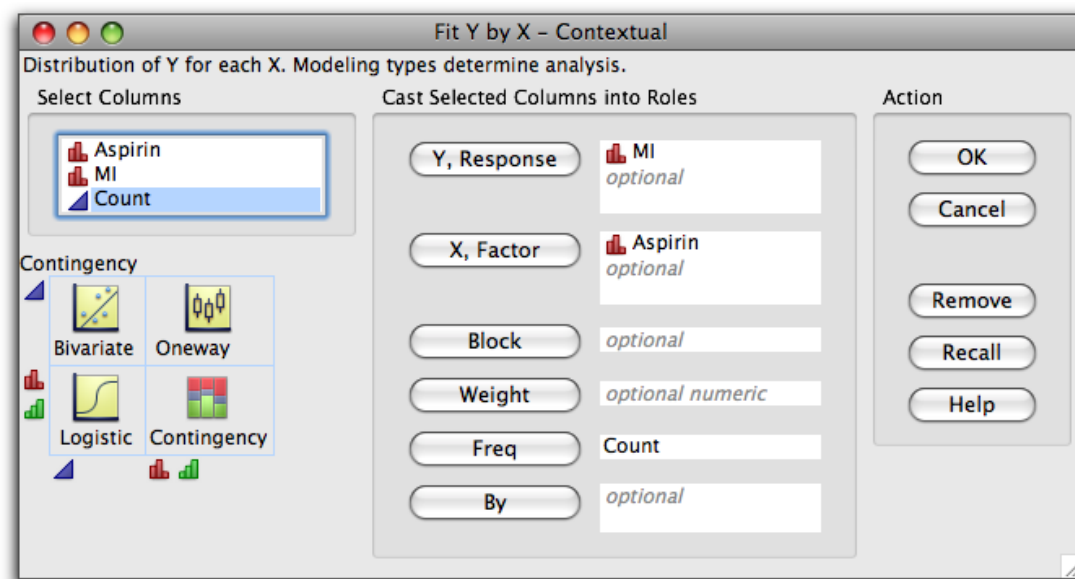 Fit Y by X – Contextual
Distribution of Y for each X. Modeling types determine analysis.
Select Columns
Aspirin
MI
Count
Contingency
Bivariate
Oneway
Logistic
Contingency
Cast Selected Columns into Roles
Y, Response
MI
optional
X, Factor
Aspirin
optional
Block
optional
Weight
optional numeric
Freq
Count
By
optional
Action
OK
Cancel
Remove
Recall
Help